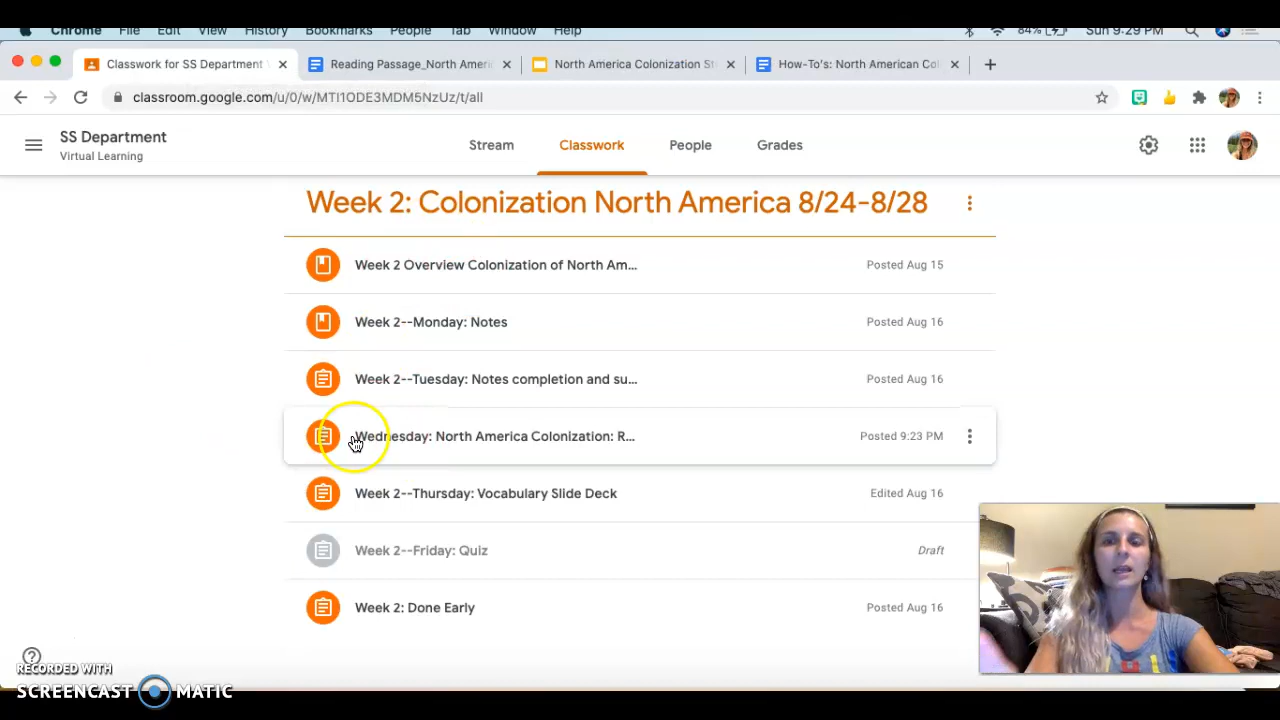 Chrome File Edit View History Bookmarks People Tab Window Help 84% Sun 9:29 PM
Classwork for SS Department Reading Passage_North Ameri North America Colonization St How-To's: North American Col
classroom.google.com/u/0/w/MTI1ODE3MDM5NzUz/t/all
SS Department
Virtual Learning
Stream Classwork People Grades
Week 2: Colonization North America 8/24-8/28
Week 2 Overview Colonization of North Am... Posted Aug 15
Week 2--Monday: Notes Posted Aug 16
Week 2--Tuesday: Notes completion and su... Posted Aug 16
Wednesday: North America Colonization: R... Posted 9:23 PM
Week 2--Thursday: Vocabulary Slide Deck Edited Aug 16
Week 2--Friday: Quiz Draft
Week 2: Done Early Posted Aug 16
RECORDED WITH
SCREENCAST MATIC